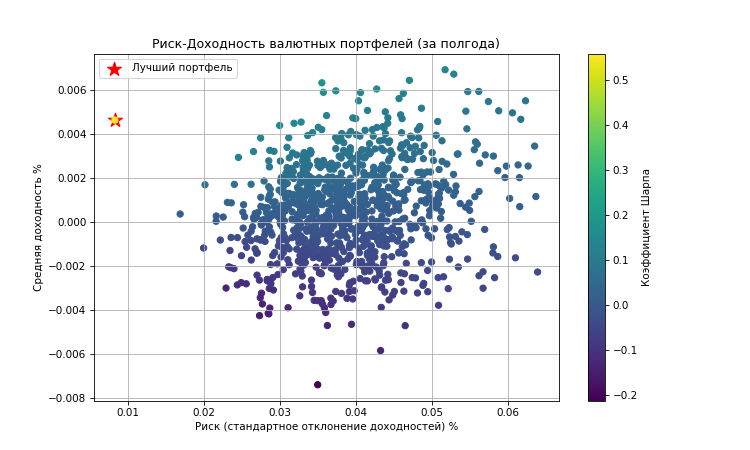 Риск-Доходность валютных портфелей (за полгода)
Лучший портфель
Средняя доходность %
0.006
0.004
0.002
0.000
−0.002
−0.004
−0.006
−0.008
0.01 0.02 0.03 0.04 0.05 0.06
Риск (стандартное отклонение доходностей) %
0.5
0.4
0.3
0.2
0.1
0.0
−0.1
−0.2
Коэффициент Шарпа